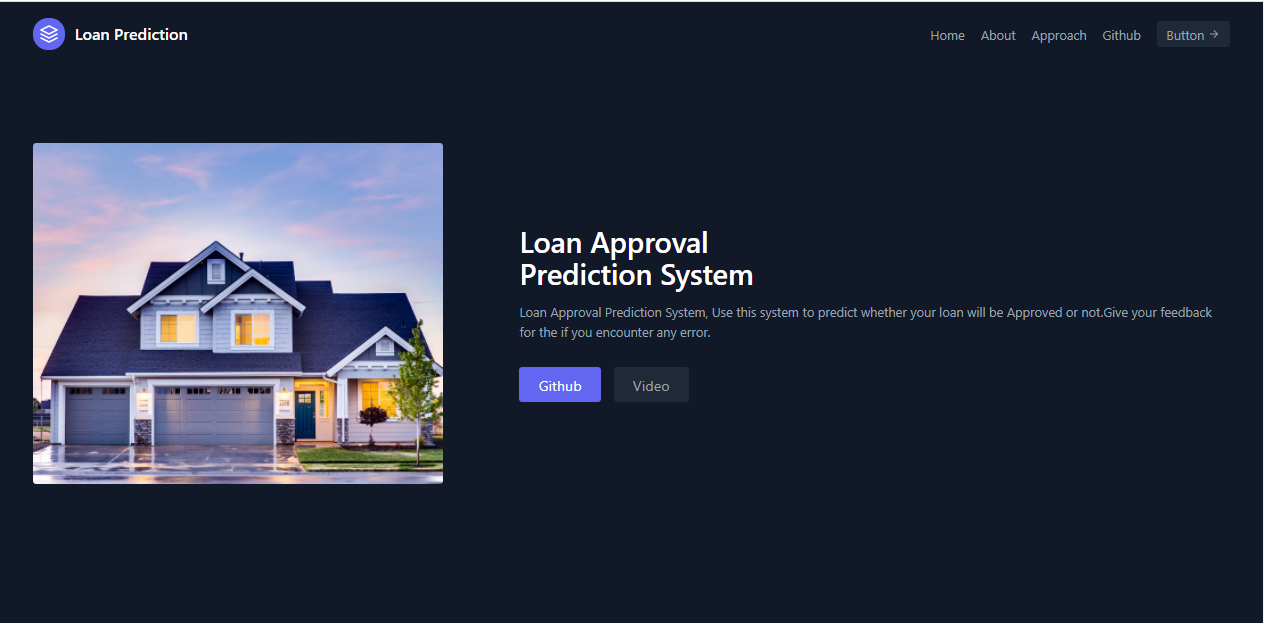 Loan Prediction
Home About Approach Github Button →
Loan Approval
Prediction System
Loan Approval Prediction System, Use this system to predict whether your loan will be Approved or not.Give your feedback
for the if you encounter any error.
Github Video